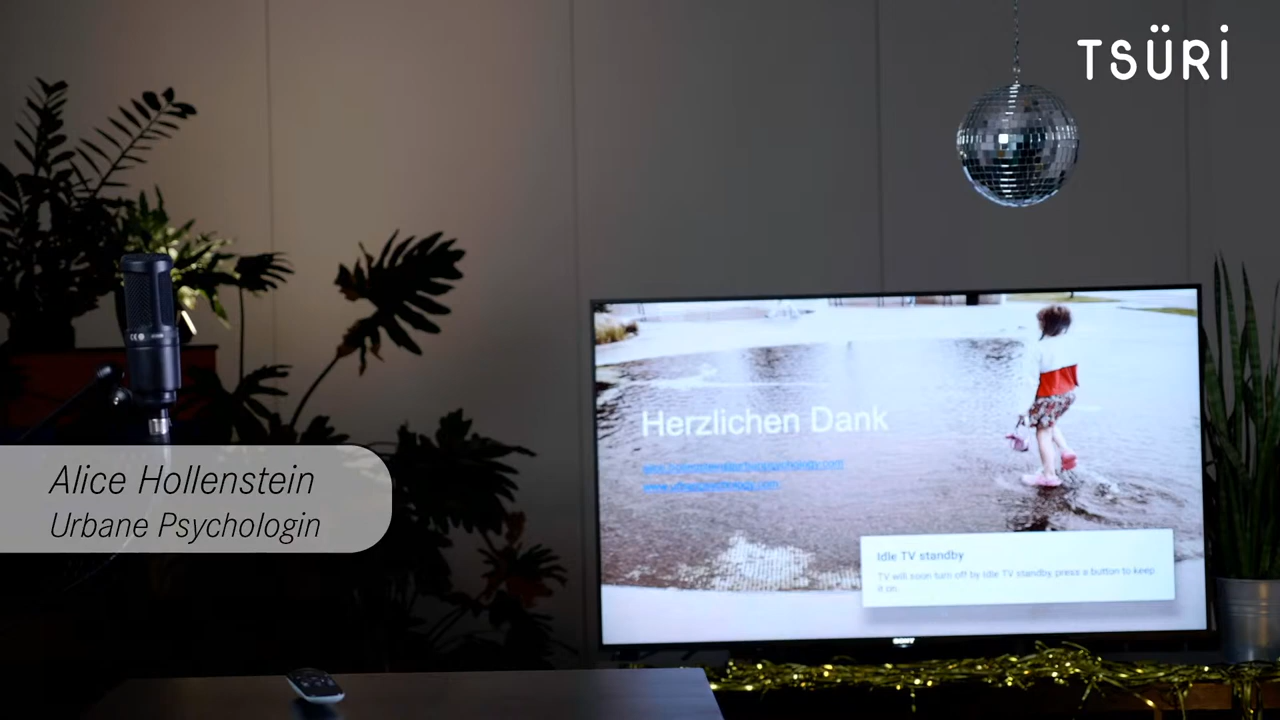 TSÜRİ
Herzlichen Dank
Alice Hollenstein
Urbane Psychologin
Idle TV standby
TV will soon turn off by Idle TV standby, press a button to keep
it on.
SONY